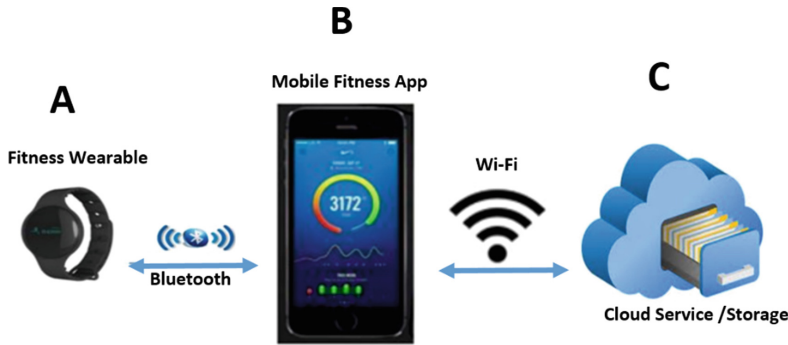 A
Fitness Wearable
Bluetooth
B
Mobile Fitness App
3172
Wi-Fi
C
Cloud Service /Storage